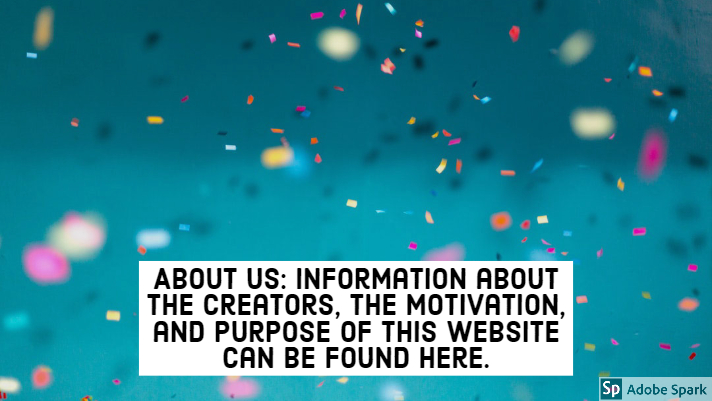 ABOUT US: INFORMATION ABOUT
THE CREATORS, THE MOTIVATION,
AND PURPOSE OF THIS WEBSITE
CAN BE FOUND HERE.
Sp Adobe Spark